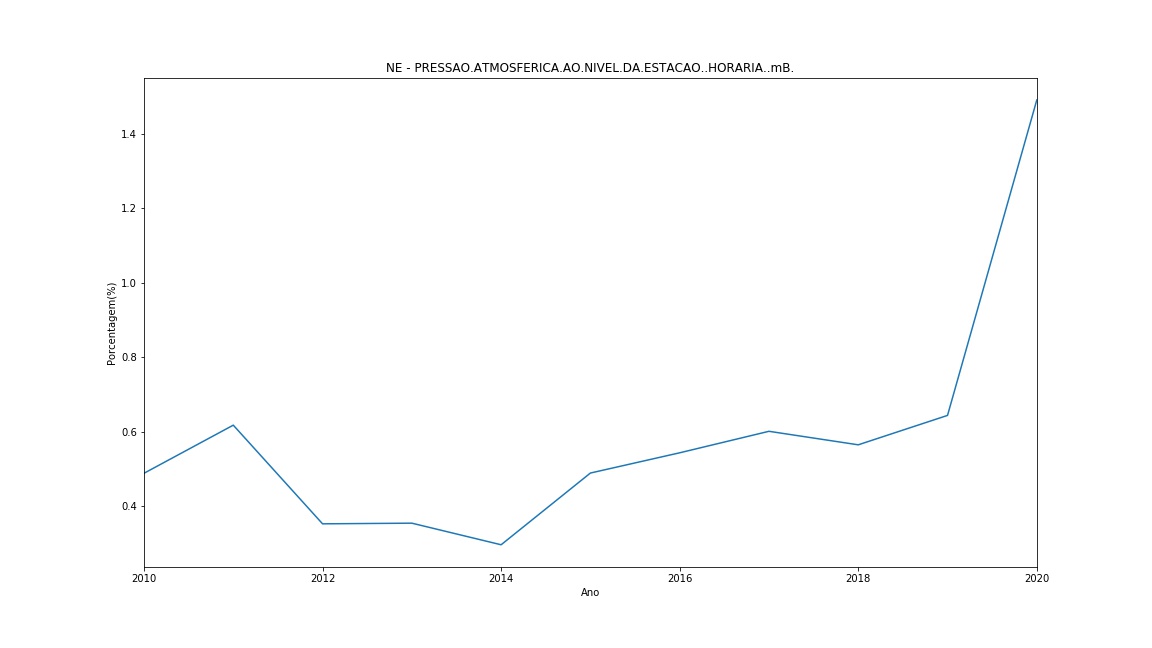 NE - PRESSAO.ATMOSFERICA.AO.NIVEL.DA.ESTACAO..HORARIA..mB.
1.4
1.2
1.0
0.8
0.6
0.4
Porcentagem(%)
2010 2012 2014 2016 2018 2020
Ano